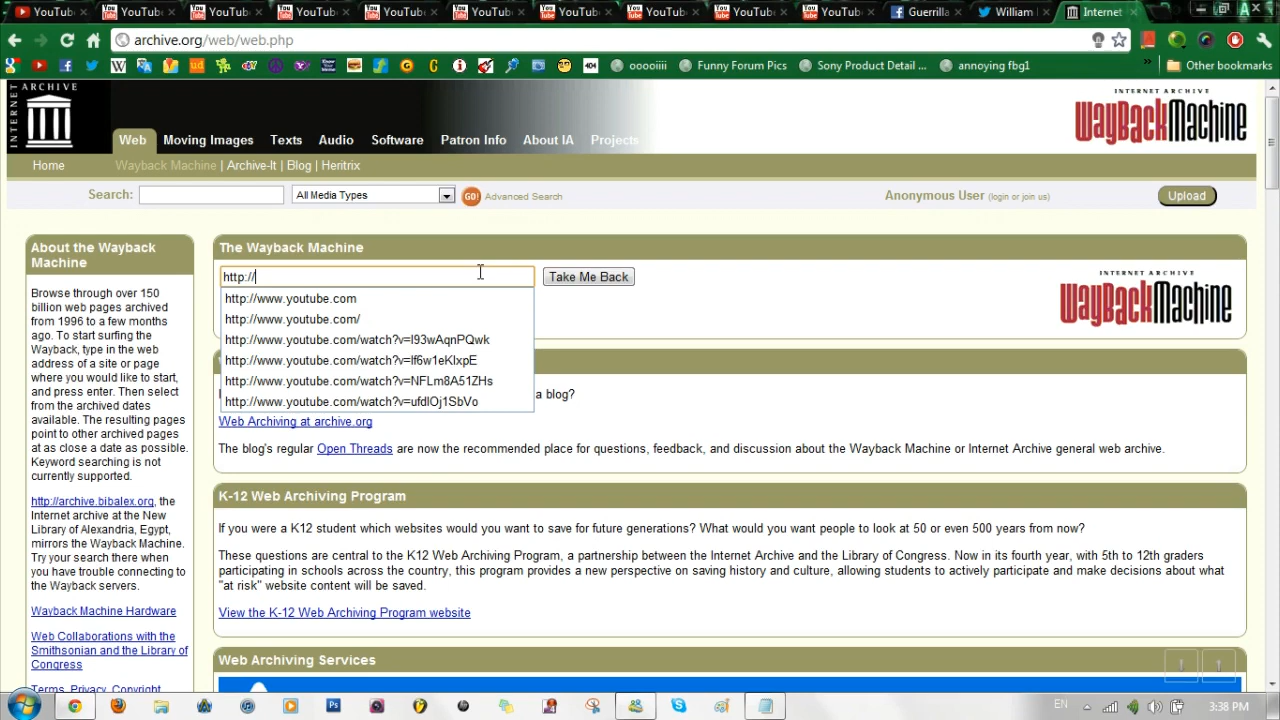 YouTub YouTub YouTub YouTub YouTub YouTub YouTub YouTub YouTub YouTub Guerrilla William Internet
archive.org/web/web.php
404 ooooiiii Funny Forum Pics Sony Product Detail ... annoying fbg1 » Other bookmarks
INTERNET ARCHIVE
INTERNET ARCHIVE
WayBackMachine
Web Moving Images Texts Audio Software Patron Info About IA Projects
Home Wayback Machine | Archive-It | Blog | Heritrix
Search: All Media Types GO! Advanced Search Anonymous User (login or join us) Upload
About the Wayback
Machine
Browse through over 150
billion web pages archived
from 1996 to a few months
ago. To start surfing the
Wayback, type in the web
address of a site or page
where you would like to start,
and press enter. Then select
from the archived dates
available. The resulting pages
point to other archived pages
at as close a date as possible.
Keyword searching is not
currently supported.
http://archive.bibalex.org, the
Internet archive at the New
Library of Alexandria, Egypt,
mirrors the Wayback Machine.
Try your search there when
you have trouble connecting to
the Wayback servers.
Wayback Machine Hardware
Web Collaborations with the
Smithsonian and the Library of
Congress
Terms, Privacy, Copyright
The Wayback Machine
http:// Take Me Back
http://www.youtube.com
http://www.youtube.com/
http://www.youtube.com/watch?v=I93wAqnPQwk
http://www.youtube.com/watch?v=If6w1eKIxpE
http://www.youtube.com/watch?v=NFLm8A51ZHs
http://www.youtube.com/watch?v=ufdlOj1SbVo
INTERNET ARCHIVE
WayBackMachine
a blog?
Web Archiving at archive.org
The blog's regular Open Threads are now the recommended place for questions, feedback, and discussion about the Wayback Machine or Internet Archive general web archive.
K-12 Web Archiving Program
If you were a K12 student which websites would you want to save for future generations? What would you want people to look at 50 or even 500 years from now?
These questions are central to the K12 Web Archiving Program, a partnership between the Internet Archive and the Library of Congress. Now in its fourth year, with 5th to 12th graders
participating in schools across the country, this program provides a new perspective on saving history and culture, allowing students to actively participate and make decisions about what
"at risk" website content will be saved.
View the K-12 Web Archiving Program website
Web Archiving Services
EN 3:38 PM